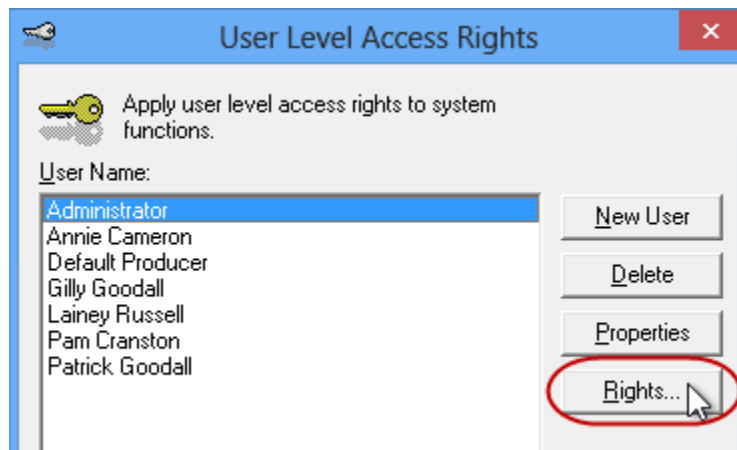 User Level Access Rights
Apply user level access rights to system
functions.
User Name:
Administrator
Annie Cameron
Default Producer
Gilly Goodall
Lainey Russell
Pam Cranston
Patrick Goodall
New User
Delete
Properties
Rights...